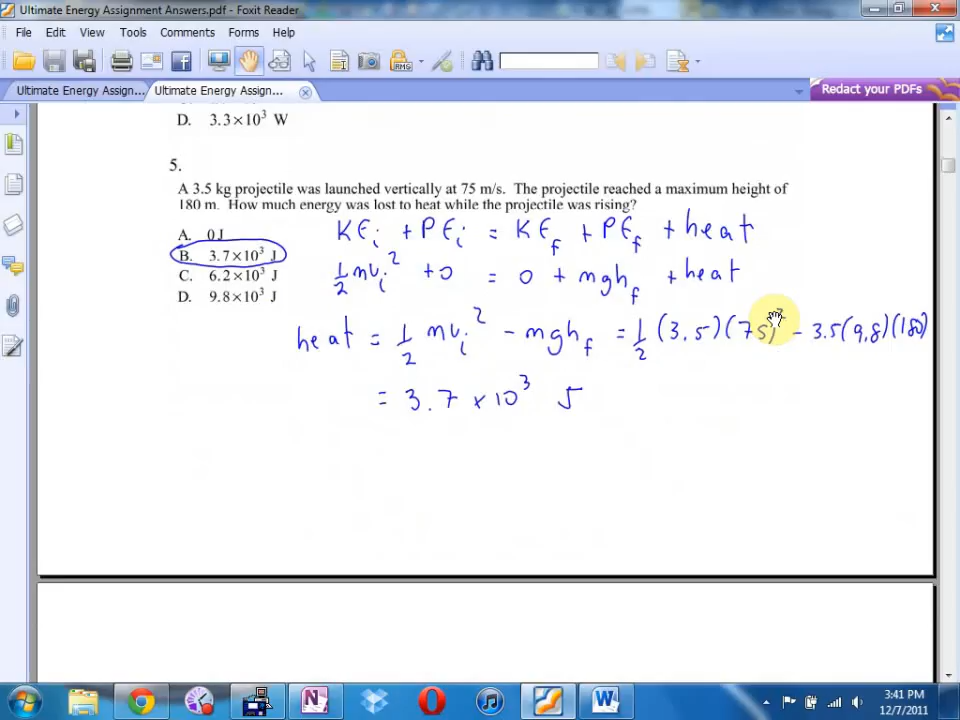 Ultimate Energy Assignment Answers.pdf - Foxit Reader
File Edit View Tools Comments Forms Help
Ultimate Energy Assign... Ultimate Energy Assign... Redact your PDFs
D. 3.3×10³ W
5.
A 3.5 kg projectile was launched vertically at 75 m/s. The projectile reached a maximum height of
180 m. How much energy was lost to heat while the projectile was rising?
A. 0 J
B. 3.7×10³ J
C. 6.2×10³ J
D. 9.8×10³ J
KEi + PEi = KEf + PEf + heat
1/2 mvi² + 0 = 0 + mghf + heat
heat = 1/2 mvi² - mghf = 1/2 (3.5)(75)² - 3.5(9.8)(180)
= 3.7 × 10³ J
3:41 PM
12/7/2011